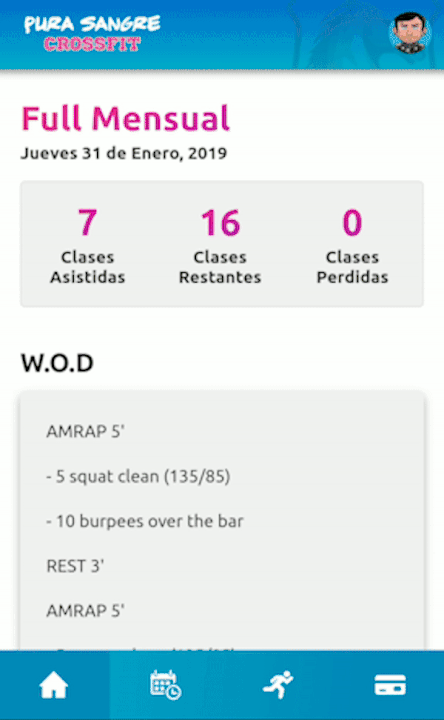 PURA SANGRE
CROSSFIT
Full Mensual
Jueves 31 de Enero, 2019
7
Clases
Asistidas
16
Clases
Restantes
0
Clases
Perdidas
W.O.D
AMRAP 5'
- 5 squat clean (135/85)
- 10 burpees over the bar
REST 3'
AMRAP 5'